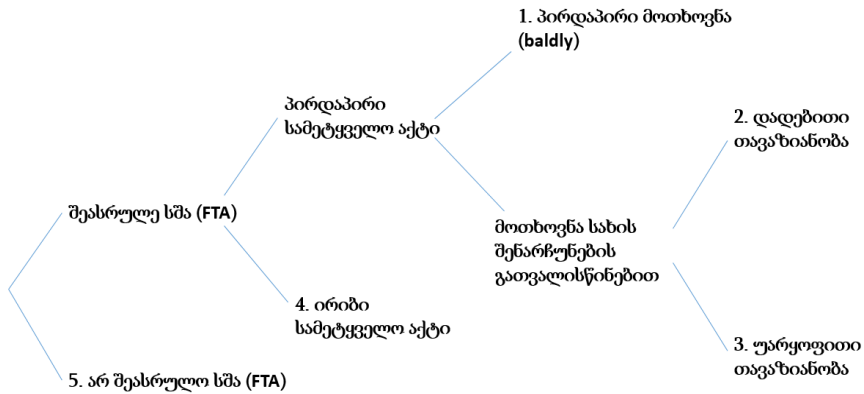 1. პირდაპირი მოთხოვნა
(baldly)
პირდაპირი
სამეტყველო აქტი
2. დადებითი
თავაზიანობა
შეასრულე სშა (FTA)
მოთხოვნა სახის
შენარჩუნების
გათვალისწინებით
4. ირიბი
სამეტყველო აქტი
3. უარყოფითი
თავაზიანობა
5. არ შეასრულო სშა (FTA)